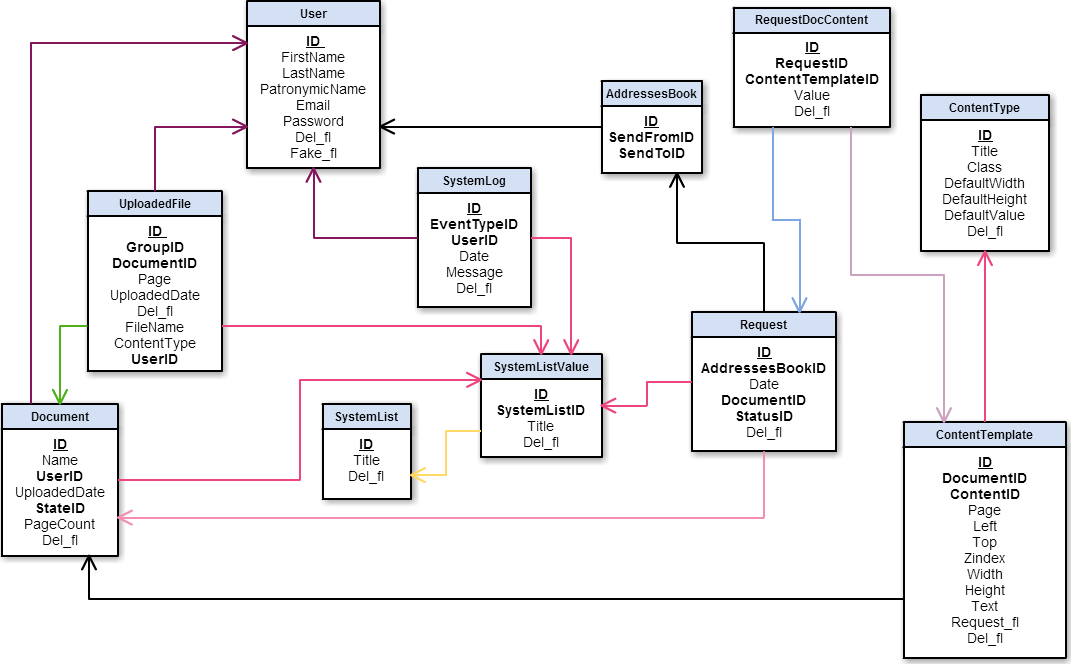 User
ID
FirstName
LastName
PatronymicName
Email
Password
Del_fl
Fake_fl
RequestDocContent
ID
RequestID
ContentTemplateID
Value
Del_fl
AddressesBook
ID
SendFromID
SendToID
ContentType
ID
Title
Class
DefaultWidth
DefaultHeight
DefaultValue
Del_fl
SystemLog
ID
EventTypeID
UserID
Date
Message
Del_fl
UploadedFile
ID
GroupID
DocumentID
Page
UploadedDate
Del_fl
FileName
ContentType
UserID
Request
ID
AddressesBookID
Date
DocumentID
StatusID
Del_fl
SystemListValue
ID
SystemListID
Title
Del_fl
Document
ID
Name
UserID
UploadedDate
StateID
PageCount
Del_fl
SystemList
ID
Title
Del_fl
ContentTemplate
ID
DocumentID
ContentID
Page
Left
Top
Zindex
Width
Height
Text
Request_fl
Del_fl